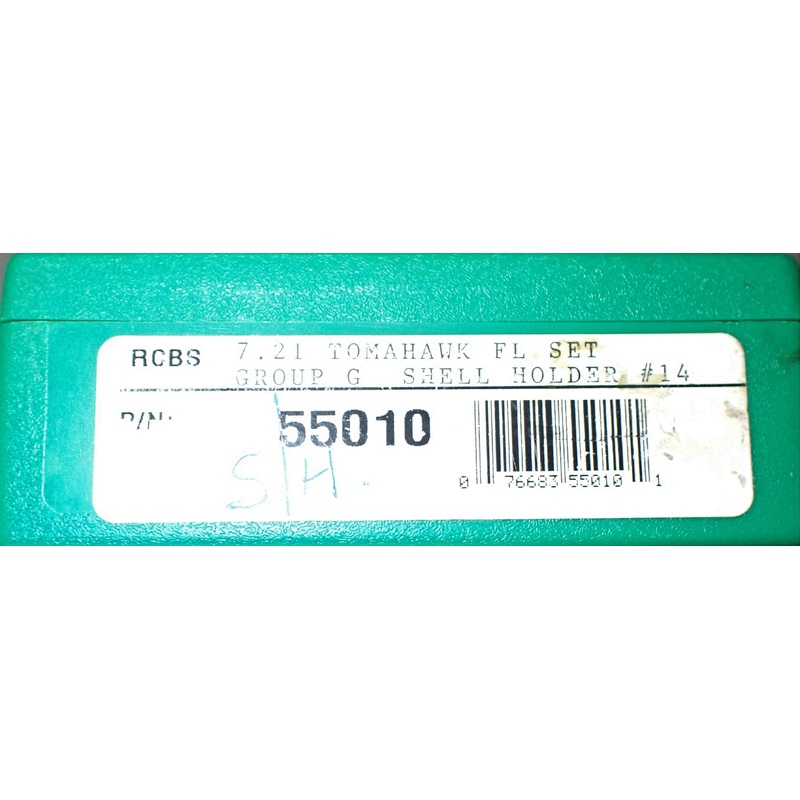 RCBS 7.21 TOMAHAWK FL SET
GROUP G SHELL HOLDER #14
P/N: 55010
S/H.
0 76683 55010 1